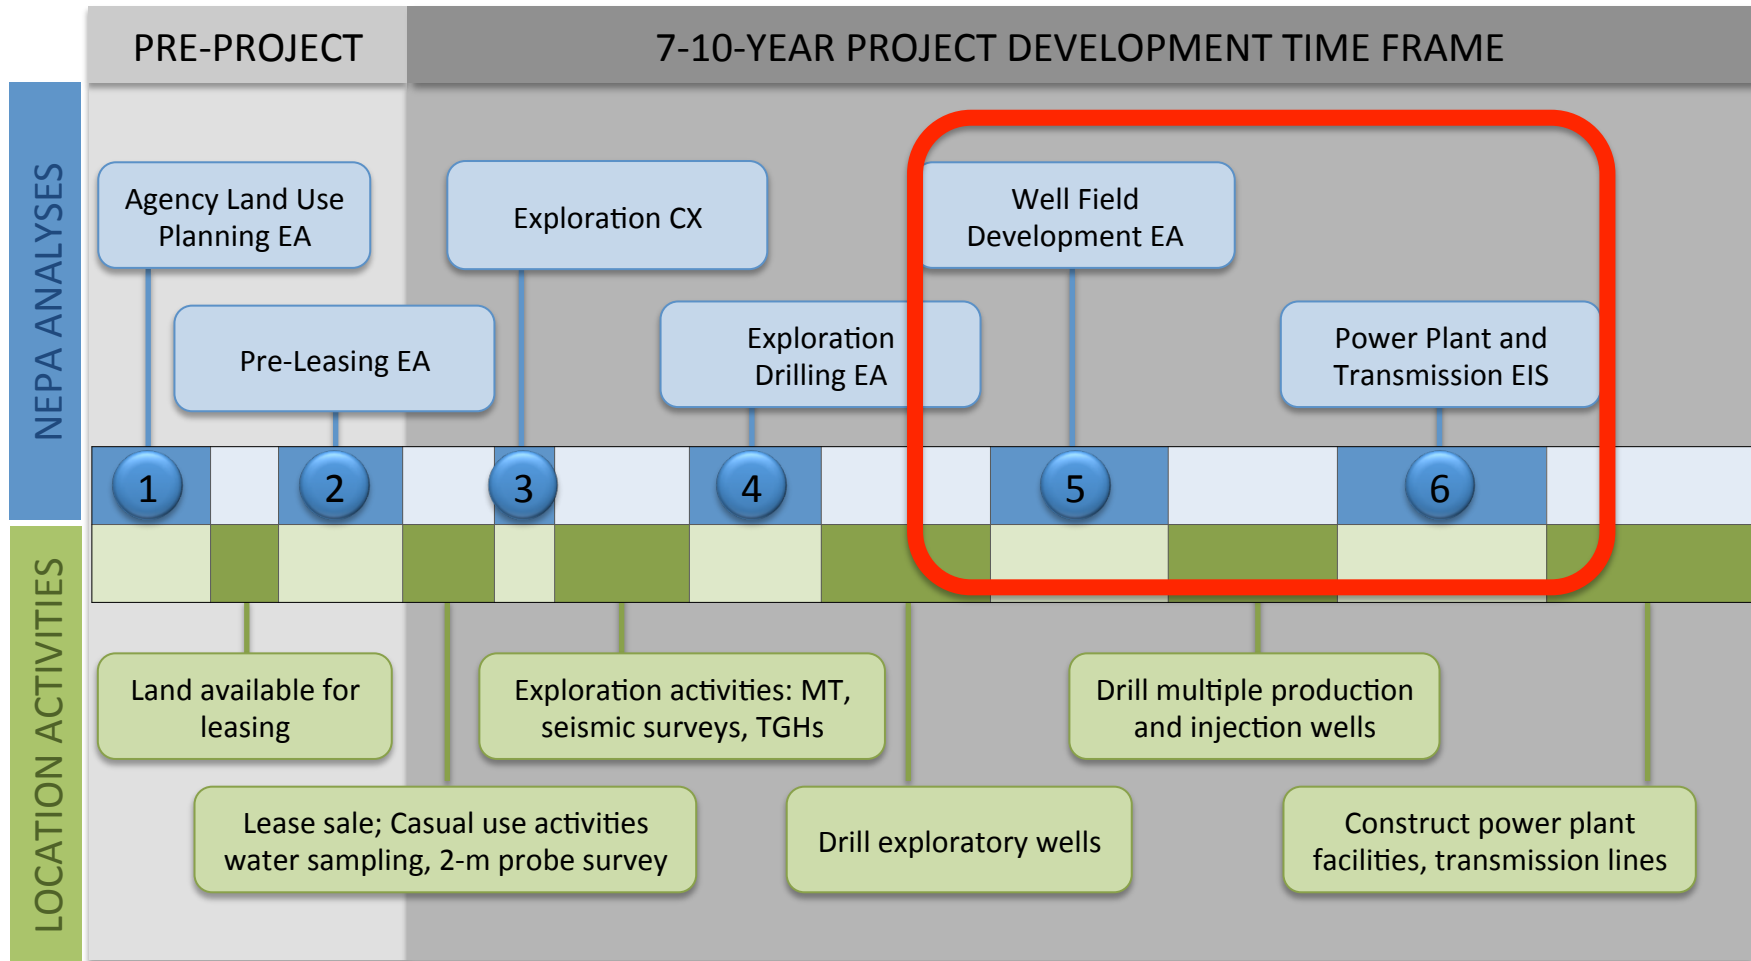 PRE-PROJECT
7-10-YEAR PROJECT DEVELOPMENT TIME FRAME
NEPA ANALYSES
Agency Land Use
Planning EA
Pre-Leasing EA
Exploration CX
Exploration
Drilling EA
Well Field
Development EA
Power Plant and
Transmission EIS
1
2
3
4
5
6
LOCATION ACTIVITIES
Land available for
leasing
Lease sale; Casual use activities
water sampling, 2-m probe survey
Exploration activities: MT,
seismic surveys, TGHs
Drill exploratory wells
Drill multiple production
and injection wells
Construct power plant
facilities, transmission lines